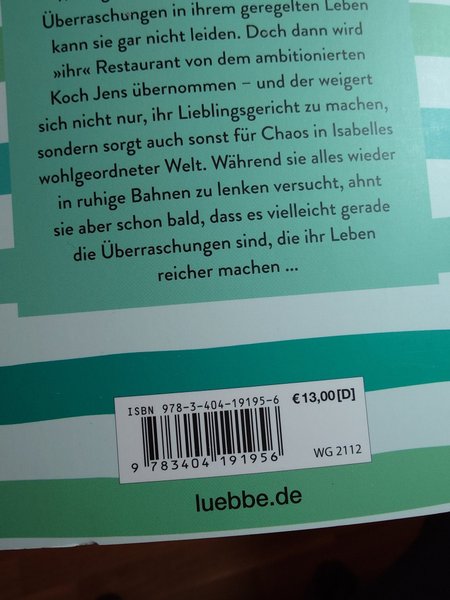 Überraschungen in ihrem geregelten Leben
kann sie gar nicht leiden. Doch dann wird
»ihr« Restaurant von dem ambitionierten
Koch Jens übernommen – und der weigert
sich nicht nur, ihr Lieblingsgericht zu machen,
sondern sorgt auch sonst für Chaos in Isabelles
wohlgeordneter Welt. Während sie alles wieder
in ruhige Bahnen zu lenken versucht, ahnt
sie aber schon bald, dass es vielleicht gerade
die Überraschungen sind, die ihr Leben
reicher machen ...
ISBN 978-3-404-19195-6
€ 13,00 [D]
9 783404 191956
WG 2112
luebbe.de